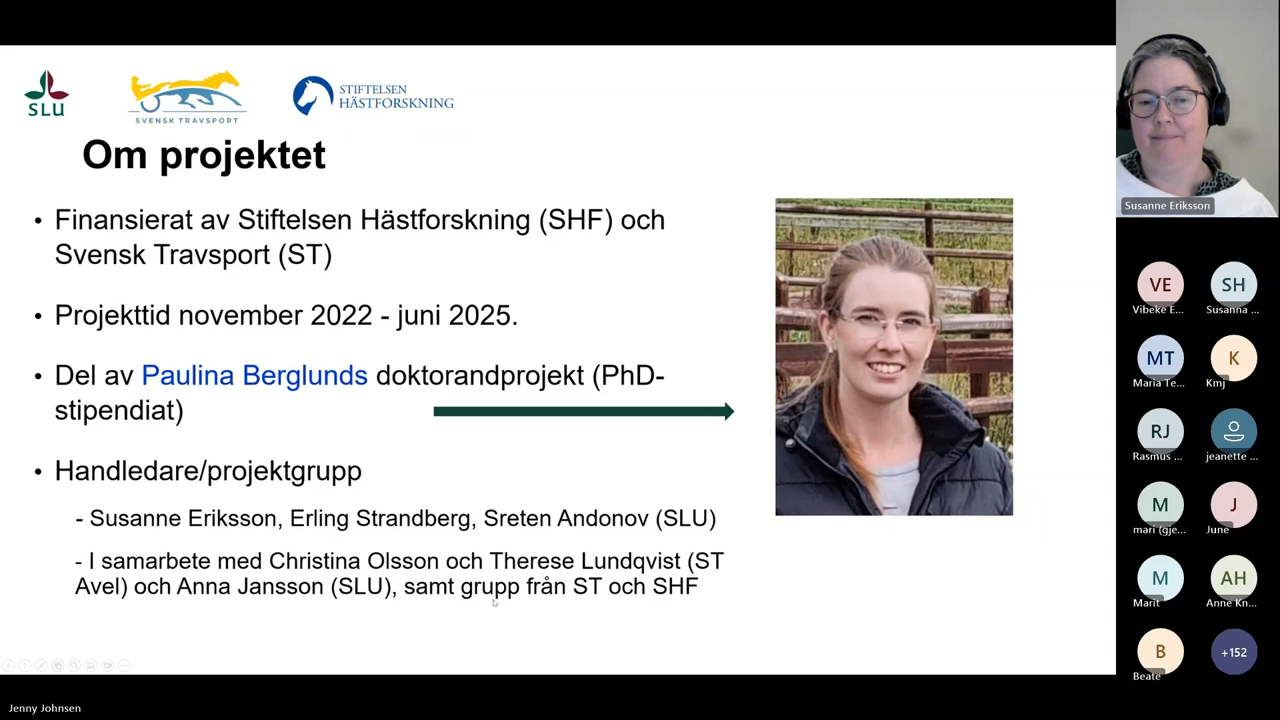 SLU
SVENSK TRAVSPORT
STIFTELSEN
HÄSTFORSKNING
Om projektet
• Finansierat av Stiftelsen Hästforskning (SHF) och
Svensk Travsport (ST)
• Projekttid november 2022 - juni 2025.
• Del av Paulina Berglunds doktorandprojekt (PhD-
stipendiat)
• Handledare/projektgrupp
- Susanne Eriksson, Erling Strandberg, Sreten Andonov (SLU)
- I samarbete med Christina Olsson och Therese Lundqvist (ST
Avel) och Anna Jansson (SLU), samt grupp från ST och SHF
Susanne Eriksson
VE
Vibeke E...
SH
Susanna ...
MT
Maria Te...
K
Kmj
RJ
Rasmus ...
jeanette ...
M
mari (gje...
J
June
M
Marit
AH
Anne Kn...
B
Beate
+152
Jenny Johnsen